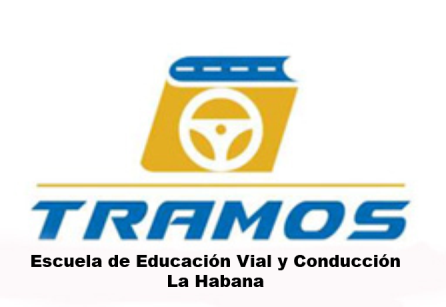 TRAMOS
Escuela de Educación Vial y Conducción
La Habana